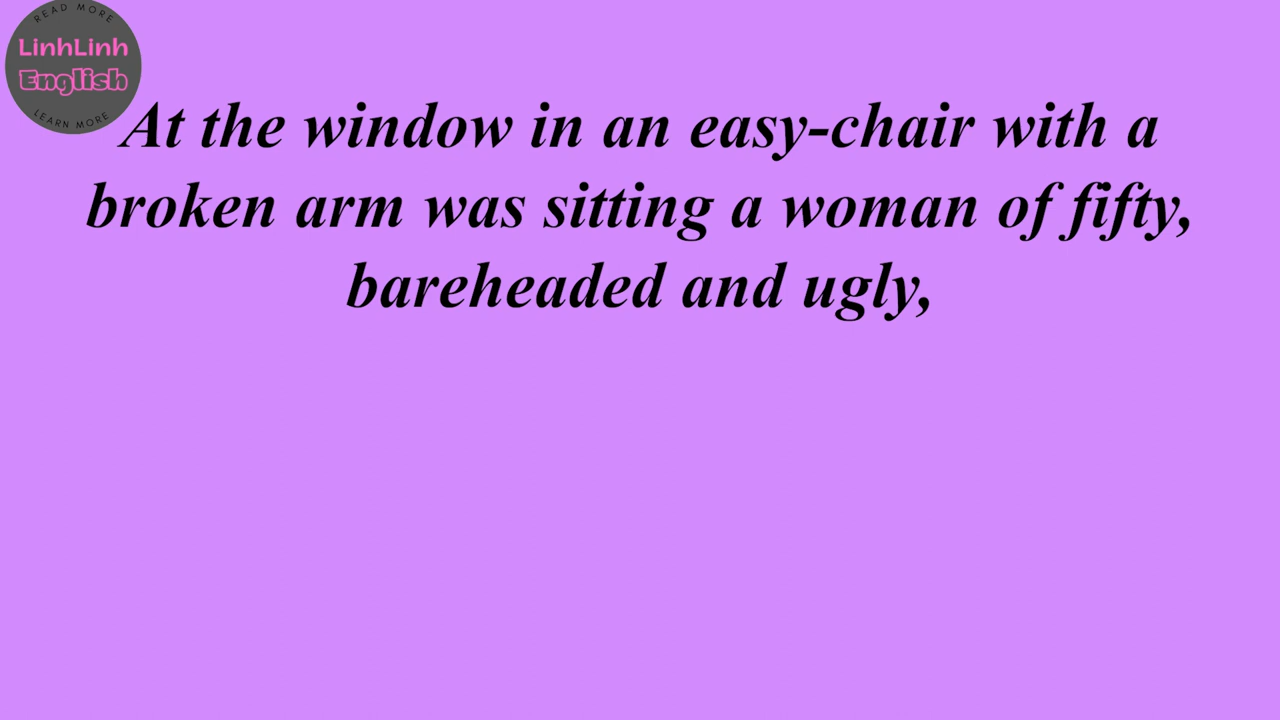 READ MORE
LinhLinh
English
LEARN MORE
At the window in an easy-chair with a
broken arm was sitting a woman of fifty,
bareheaded and ugly,